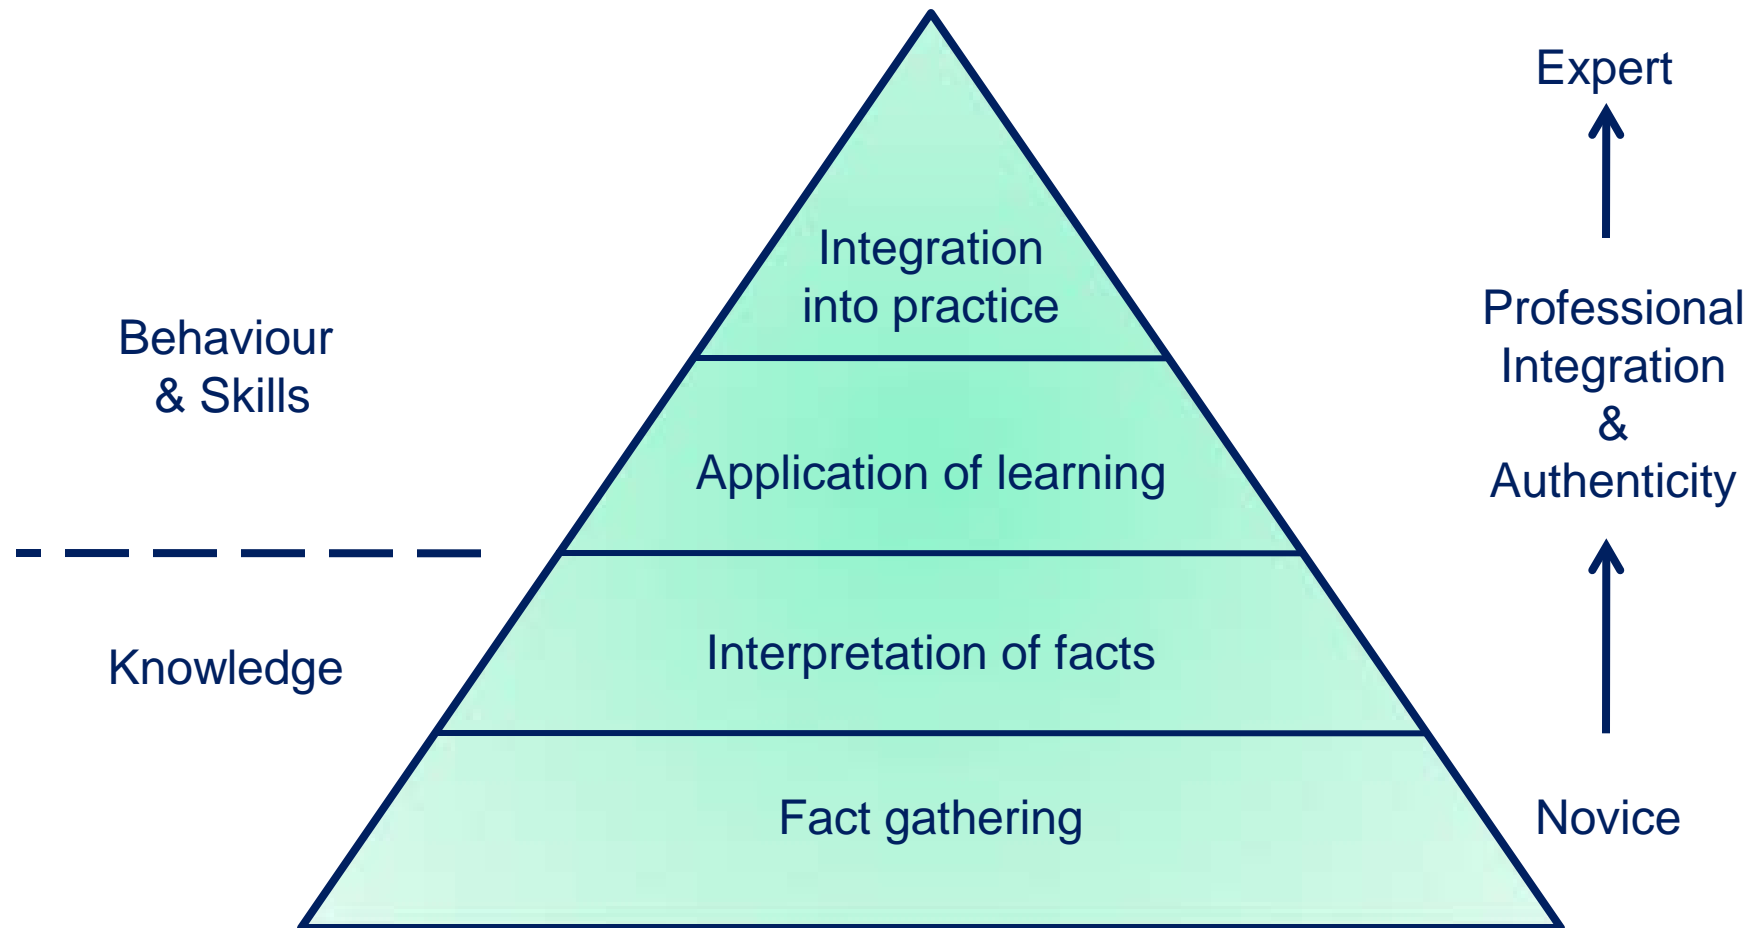 Expert
Integration
into practice
Professional
Integration
&
Authenticity
Behaviour
& Skills
Application of learning
Interpretation of facts
Knowledge
Fact gathering
Novice